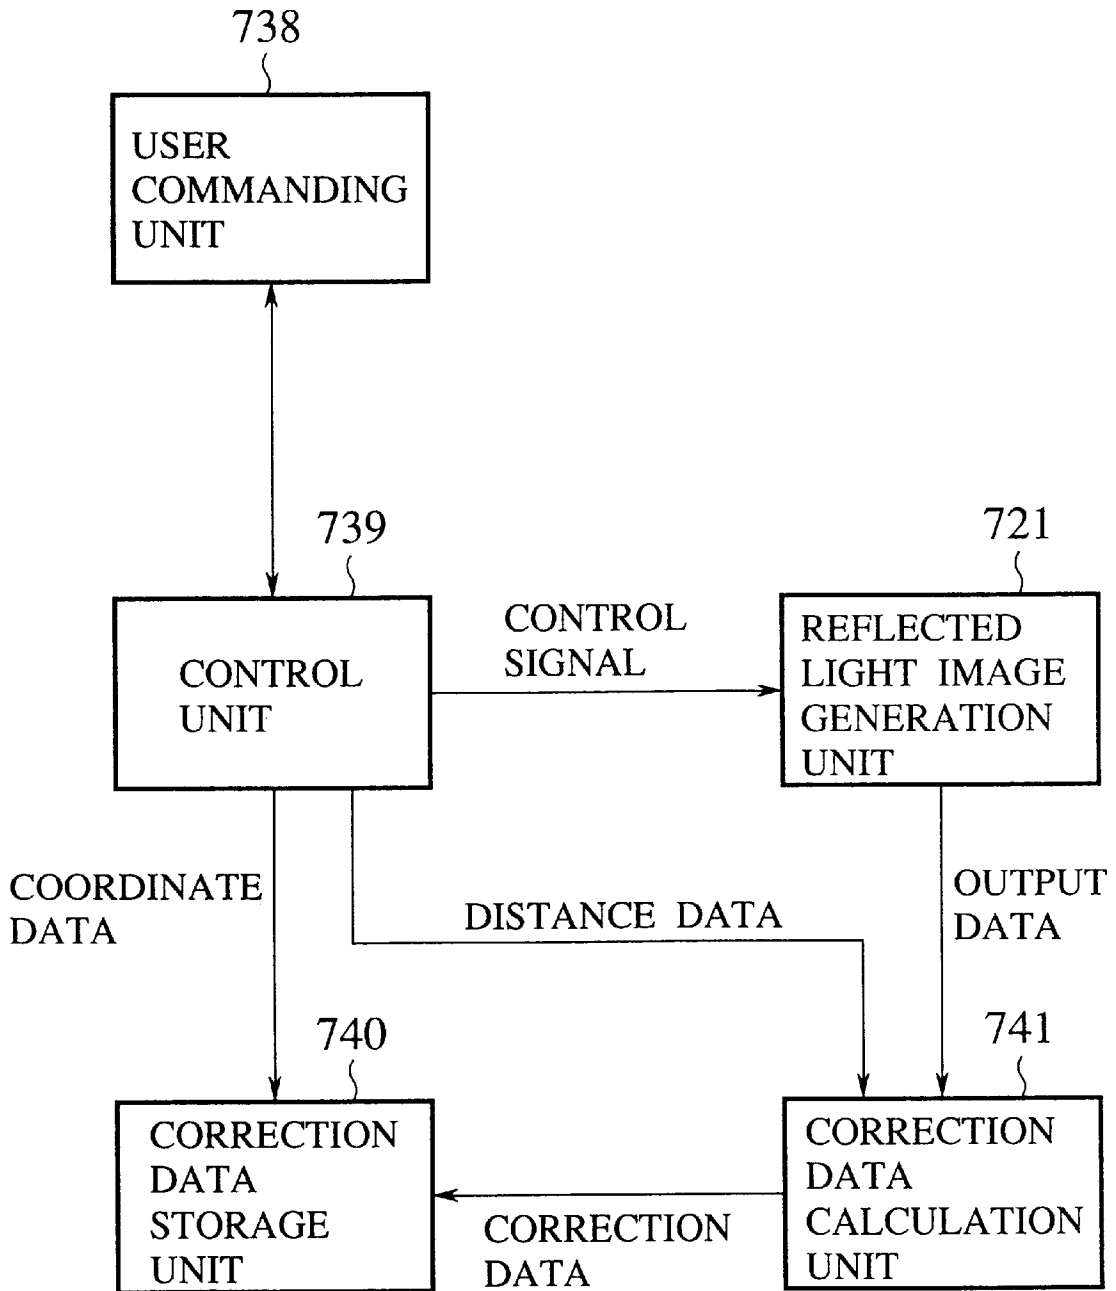 738
USER
COMMANDING
UNIT
739
CONTROL
UNIT
CONTROL
SIGNAL
721
REFLECTED
LIGHT IMAGE
GENERATION
UNIT
COORDINATE
DATA
DISTANCE DATA
OUTPUT
DATA
740
CORRECTION
DATA
STORAGE
UNIT
CORRECTION
DATA
741
CORRECTION
DATA
CALCULATION
UNIT